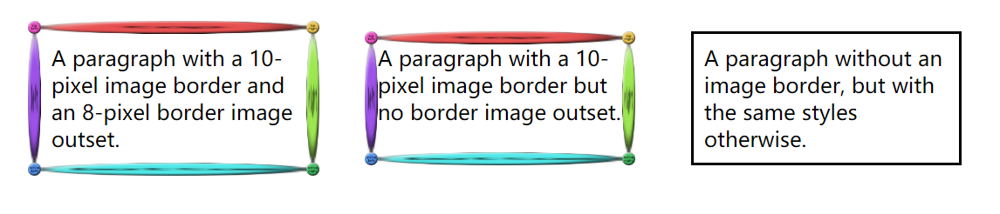 A paragraph with a 10-
pixel image border and
an 8-pixel border image
outset.
A paragraph with a 10-
pixel image border but
no border image outset.
A paragraph without an
image border, but with
the same styles
otherwise.